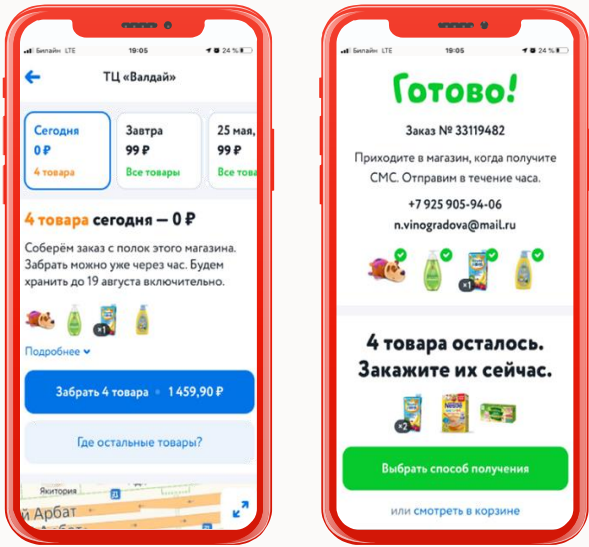 Билайн LTE 19:05 24 %
ТЦ «Валдай»
Сегодня
0 ₽
4 товара
Завтра
99 ₽
Все товары
25 мая,
99 ₽
Все това
4 товара сегодня — 0 ₽
Соберём заказ с полок этого магазина.
Забрать можно уже через час. Будем
хранить до 19 августа включительно.
×1
Подробнее
Забрать 4 товара • 1 459,90 ₽
Где остальные товары?
Якитория
й Арбат
Билайн LTE 19:05 24 %
Готово!
Заказ № 33119482
Приходите в магазин, когда получите
СМС. Отправим в течение часа.
+7 925 905-94-06
n.vinogradova@mail.ru
×1
4 товара осталось.
Закажите их сейчас.
×2
Nestle
Выбрать способ получения
или смотреть в корзине